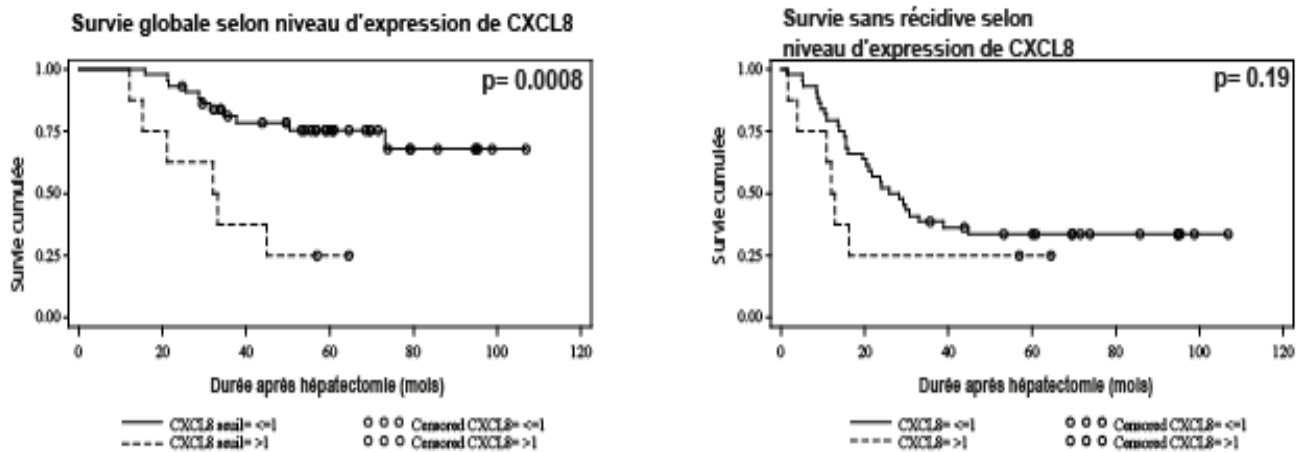 Survie globale selon niveau d'expression de CXCL8
p= 0.0008
1.00
0.75
0.50
0.25
0.00
Survie cumulée
0 20 40 60 80 100 120
Durée après hépatectomie (mois)
CXCL8 seuil= <=1 Censored CXCL8= <=1
CXCL8 seuil= >1 Censored CXCL8= >1
Survie sans récidive selon
niveau d'expression de CXCL8
p= 0.19
1.00
0.75
0.50
0.25
0.00
Survie cumulée
0 20 40 60 80 100 120
Durée après hépatectomie (mois)
CXCL8= <=1 Censored CXCL8= <=1
CXCL8= >1 Censored CXCL8= >1